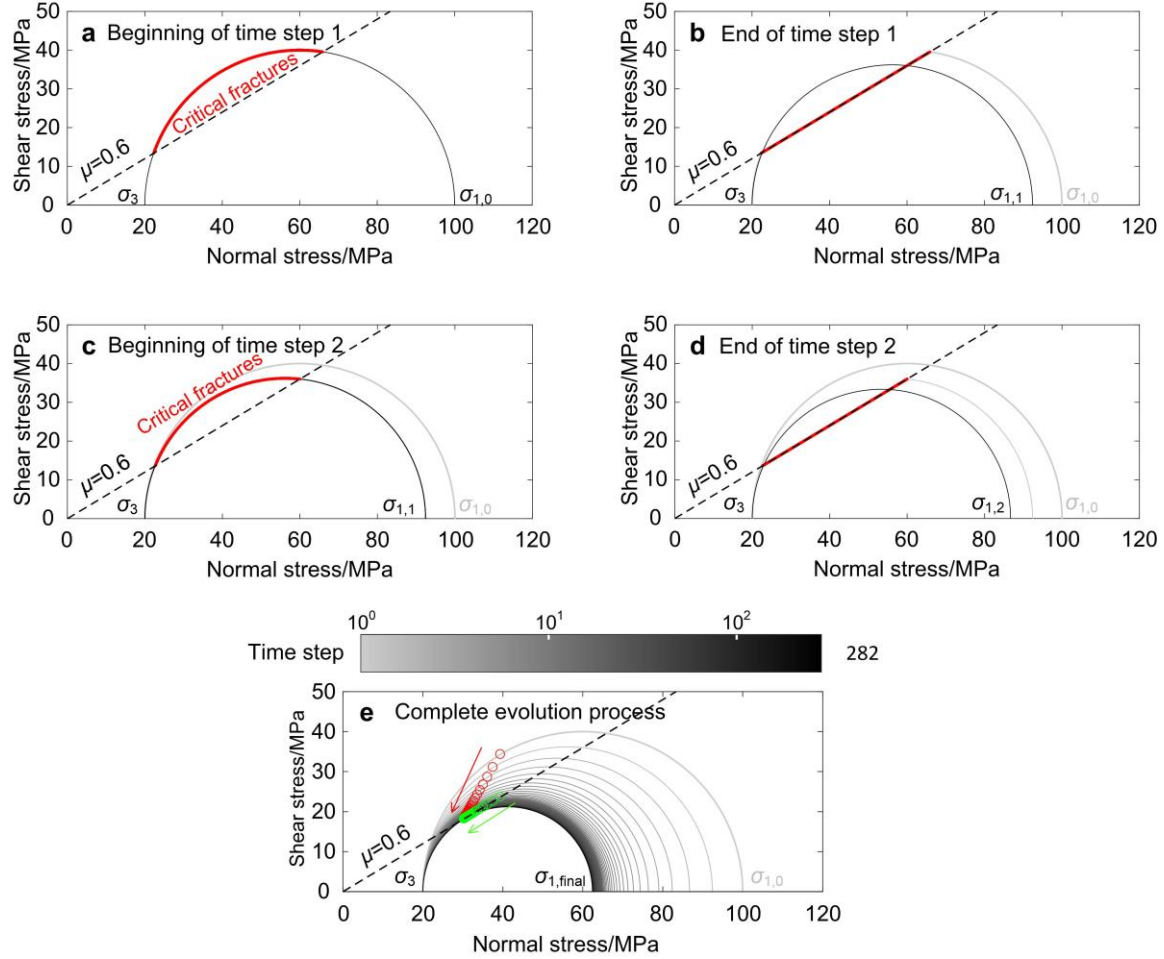 a Beginning of time step 1
Shear stress/MPa
50
40
30
20
10
0
Critical fractures
μ=0.6
σ3
σ1,0
0 20 40 60 80 100 120
Normal stress/MPa
b End of time step 1
Shear stress/MPa
50
40
30
20
10
0
μ=0.6
σ3
σ1,1
σ1,0
0 20 40 60 80 100 120
Normal stress/MPa
c Beginning of time step 2
Shear stress/MPa
50
40
30
20
10
0
Critical fractures
μ=0.6
σ3
σ1,1
σ1,0
0 20 40 60 80 100 120
Normal stress/MPa
d End of time step 2
Shear stress/MPa
50
40
30
20
10
0
μ=0.6
σ3
σ1,2
σ1,0
0 20 40 60 80 100 120
Normal stress/MPa
10⁰ 10¹ 10²
Time step
282
e Complete evolution process
Shear stress/MPa
50
40
30
20
10
0
μ=0.6
σ3
σ1,final
σ1,0
0 20 40 60 80 100 120
Normal stress/MPa